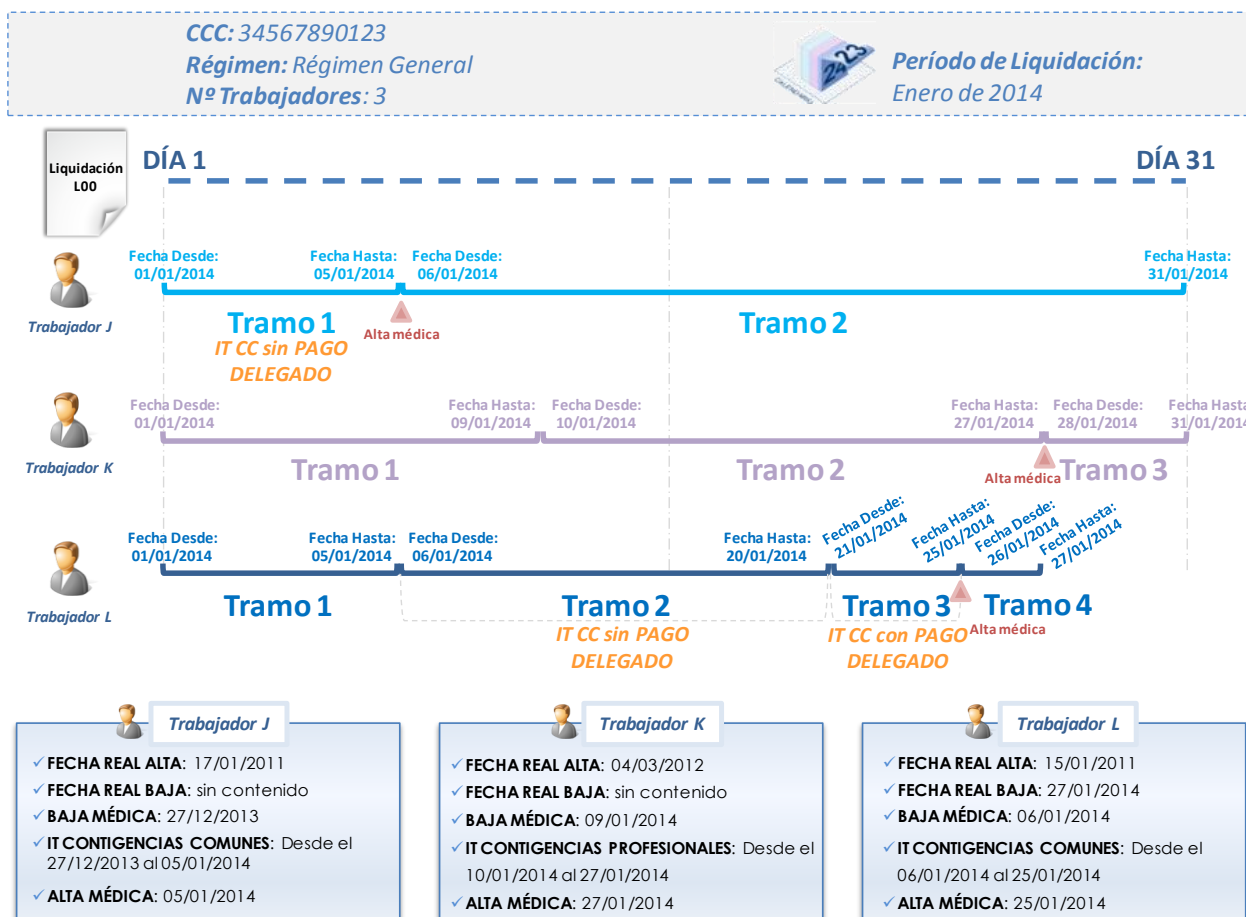 CCC: 34567890123
Régimen: Régimen General
Nº Trabajadores: 3
24 23
CALENDARIO
Período de Liquidación:
Enero de 2014
Liquidación
L00
DÍA 1
DÍA 31
Fecha Desde:
01/01/2014
Fecha Hasta:
05/01/2014
Fecha Desde:
06/01/2014
Fecha Hasta:
31/01/2014
Trabajador J
Tramo 1
Alta médica
Tramo 2
IT CC sin PAGO
DELEGADO
Fecha Desde:
01/01/2014
Fecha Hasta:
09/01/2014
Fecha Desde:
10/01/2014
Fecha Hasta:
27/01/2014
Fecha Desde:
28/01/2014
Fecha Hasta
31/01/2014
Trabajador K
Tramo 1
Tramo 2
Alta médica
Tramo 3
Fecha Desde:
01/01/2014
Fecha Hasta:
05/01/2014
Fecha Desde:
06/01/2014
Fecha Hasta:
20/01/2014
Fecha Desde:
21/01/2014
Fecha Hasta:
25/01/2014
Fecha Desde:
26/01/2014
Fecha Hasta:
27/01/2014
Trabajador L
Tramo 1
Tramo 2
IT CC sin PAGO
DELEGADO
Tramo 3
IT CC con PAGO
DELEGADO
Alta médica
Tramo 4
Trabajador J
✓ FECHA REAL ALTA: 17/01/2011
✓ FECHA REAL BAJA: sin contenido
✓ BAJA MÉDICA: 27/12/2013
✓ IT CONTIGENCIAS COMUNES: Desde el
27/12/2013 al 05/01/2014
✓ ALTA MÉDICA: 05/01/2014
Trabajador K
✓ FECHA REAL ALTA: 04/03/2012
✓ FECHA REAL BAJA: sin contenido
✓ BAJA MÉDICA: 09/01/2014
✓ IT CONTIGENCIAS PROFESIONALES: Desde el
10/01/2014 al 27/01/2014
✓ ALTA MÉDICA: 27/01/2014
Trabajador L
✓ FECHA REAL ALTA: 15/01/2011
✓ FECHA REAL BAJA: 27/01/2014
✓ BAJA MÉDICA: 06/01/2014
✓ IT CONTIGENCIAS COMUNES: Desde el
06/01/2014 al 25/01/2014
✓ ALTA MÉDICA: 25/01/2014